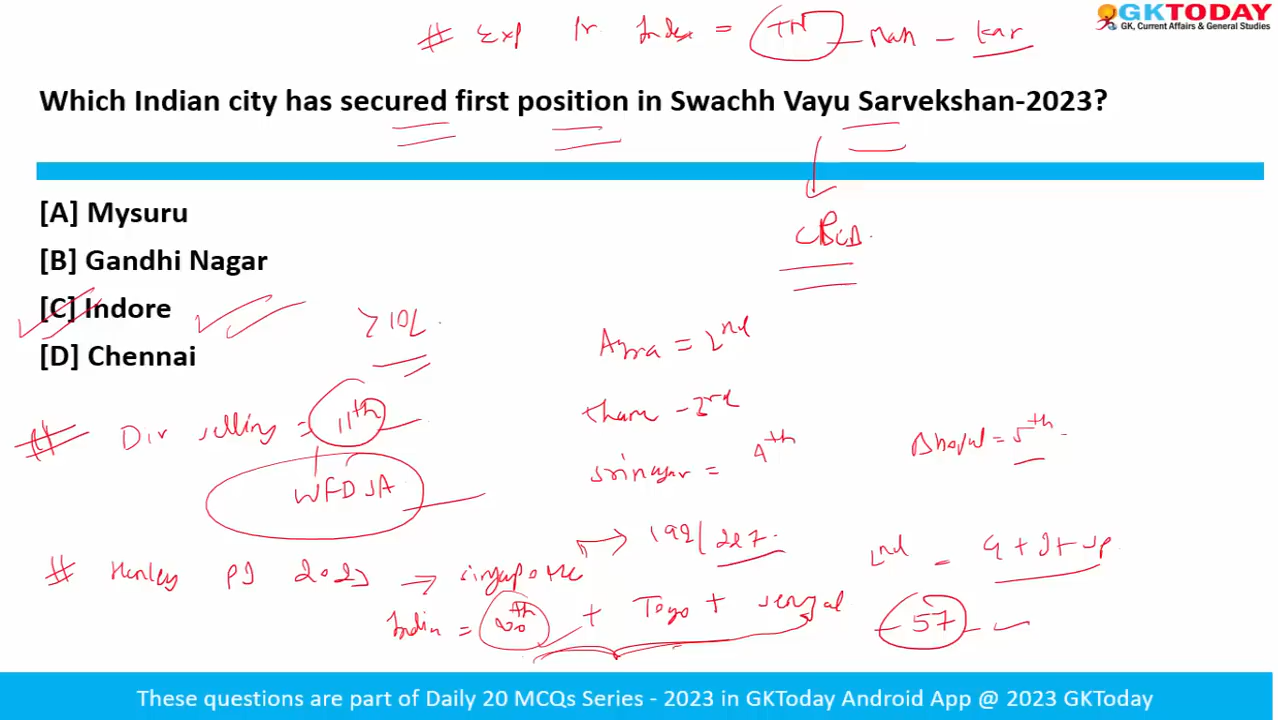 # Exp Pr Index = TN - Mah - Kar
GKTODAY
GK, Current Affairs & General Studies
Which Indian city has secured first position in Swachh Vayu Sarvekshan-2023?
[A] Mysuru
[B] Gandhi Nagar
[C] Indore
[D] Chennai
CPCB
> 10L
Agra = 2nd
thane - 3rd
Srinagar = 4th
Bhopal = 5th
# Dir selling = 11th
WFDSA
# Henley PI 2023 → singapore → 192/227
2nd = G + It + Sp
India = 80th + Togo + senegal - 57
These questions are part of Daily 20 MCQs Series - 2023 in GKToday Android App @ 2023 GKToday